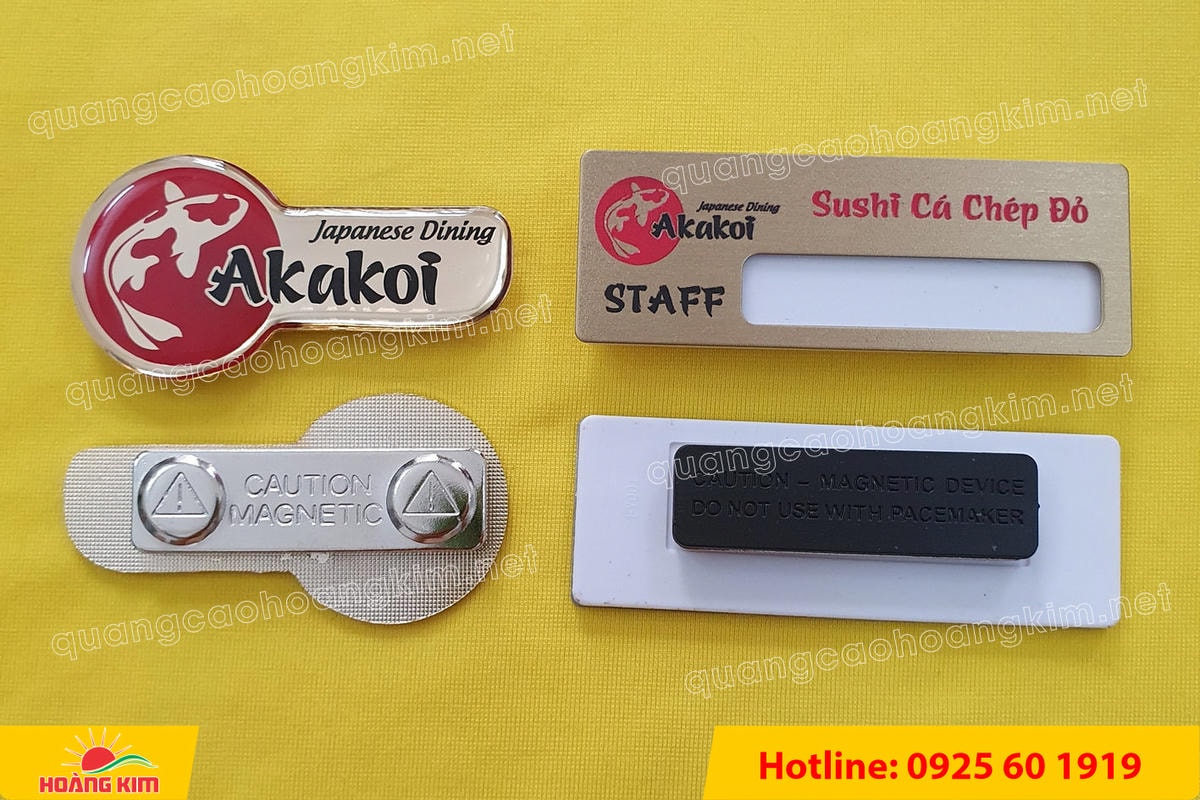 quangcaohoangkim.net
quangcaohoangkim.net
Japanese Dining
Akakoi
Japanese Dining
Akakoi
Sushi Cá Chép Đỏ
STAFF
quangcaohoangkim.net
quangcaohoangkim.net
CAUTION
MAGNETIC
CAUTION – MAGNETIC DEVICE
DO NOT USE WITH PACEMAKER
quangcaohoangkim.net
quangcaohoangkim.net
HOÀNG KIM
Hotline: 0925 60 1919